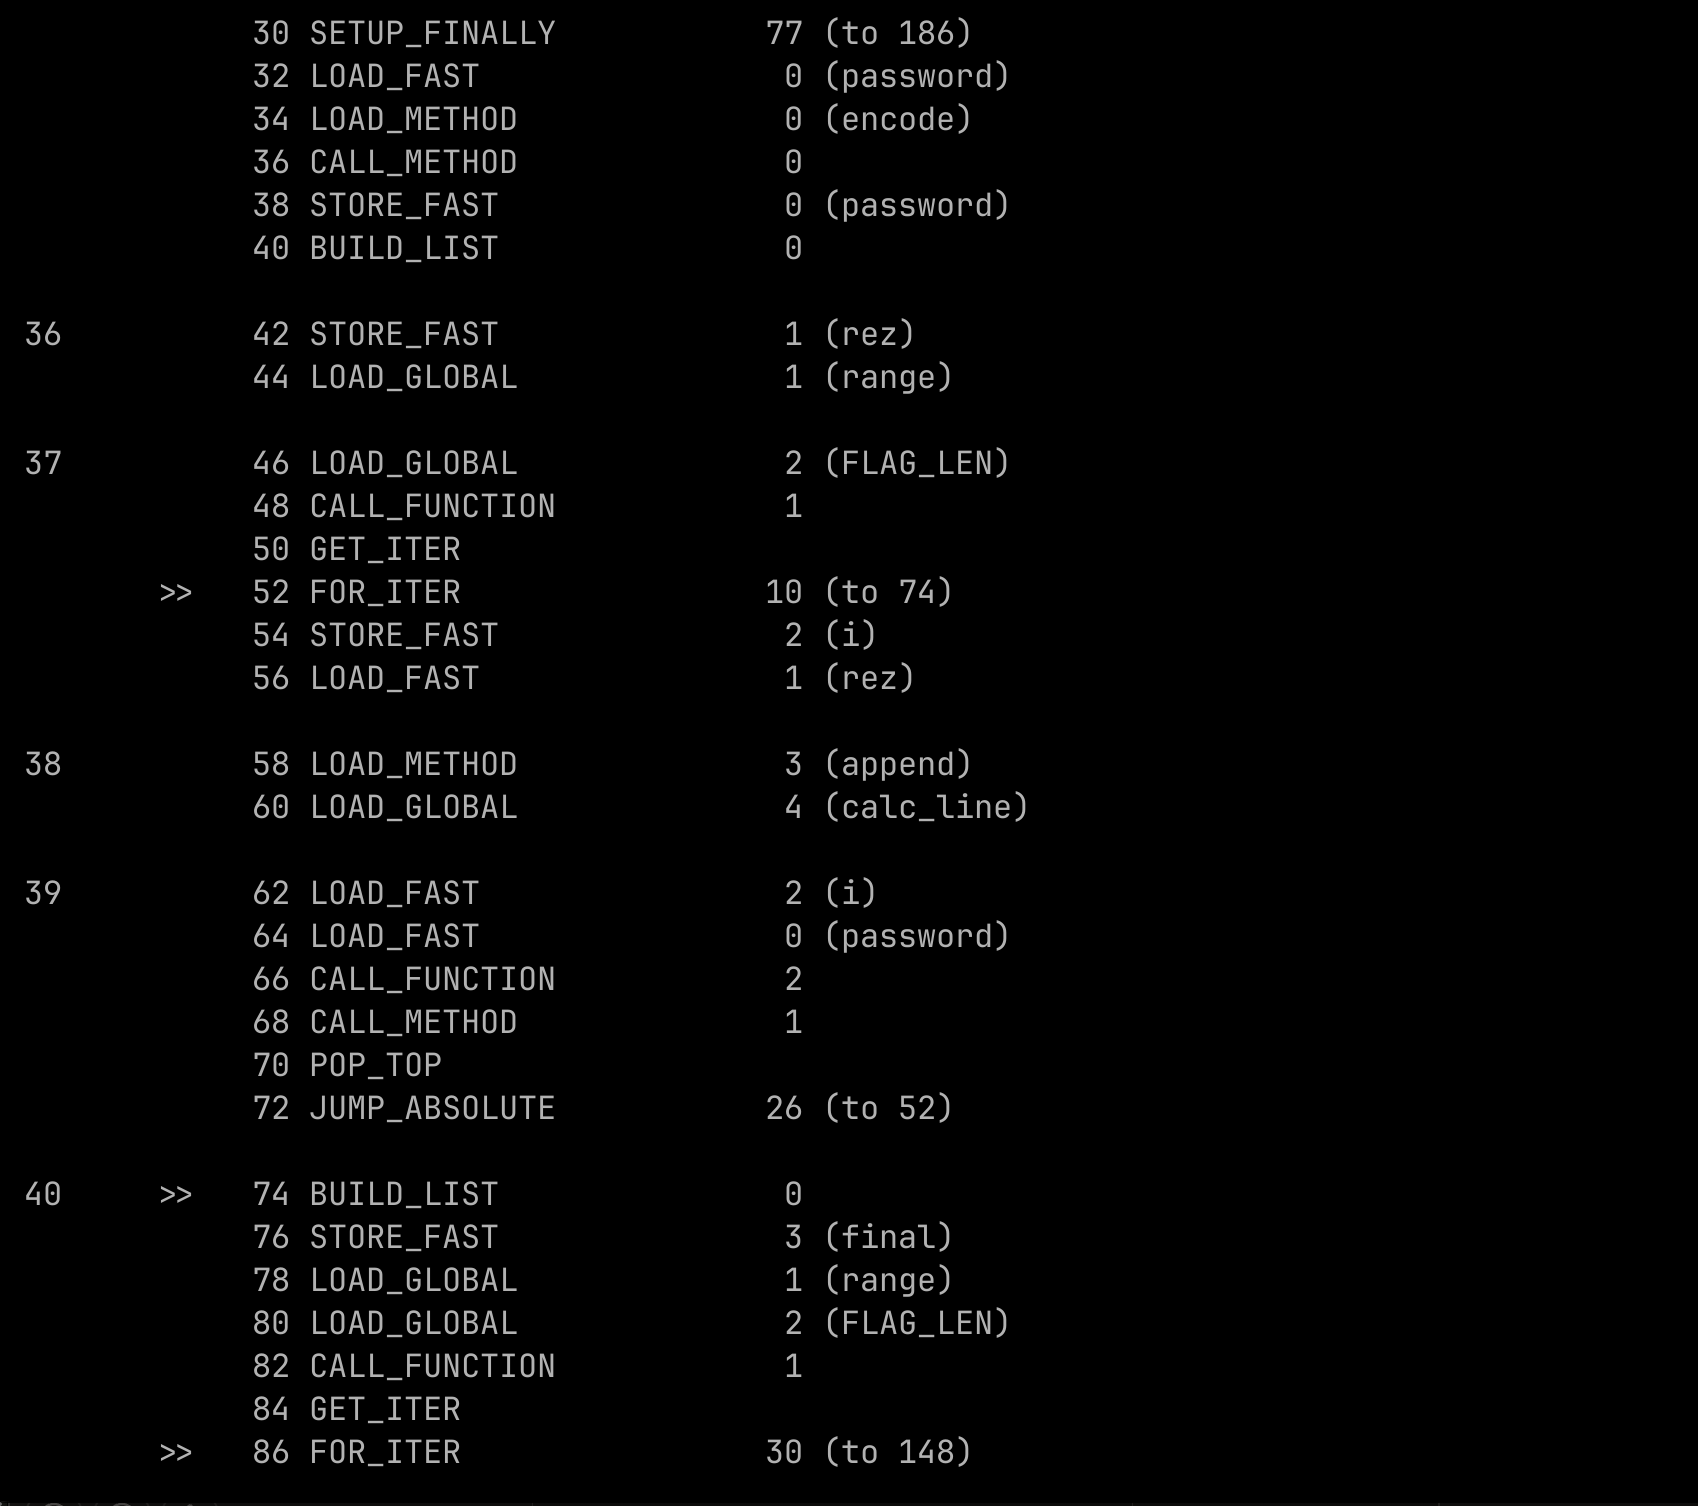 30 SETUP_FINALLY 77 (to 186)
32 LOAD_FAST 0 (password)
34 LOAD_METHOD 0 (encode)
36 CALL_METHOD 0
38 STORE_FAST 0 (password)
40 BUILD_LIST 0
36 42 STORE_FAST 1 (rez)
44 LOAD_GLOBAL 1 (range)
37 46 LOAD_GLOBAL 2 (FLAG_LEN)
48 CALL_FUNCTION 1
50 GET_ITER
>> 52 FOR_ITER 10 (to 74)
54 STORE_FAST 2 (i)
56 LOAD_FAST 1 (rez)
38 58 LOAD_METHOD 3 (append)
60 LOAD_GLOBAL 4 (calc_line)
39 62 LOAD_FAST 2 (i)
64 LOAD_FAST 0 (password)
66 CALL_FUNCTION 2
68 CALL_METHOD 1
70 POP_TOP
72 JUMP_ABSOLUTE 26 (to 52)
40 >> 74 BUILD_LIST 0
76 STORE_FAST 3 (final)
78 LOAD_GLOBAL 1 (range)
80 LOAD_GLOBAL 2 (FLAG_LEN)
82 CALL_FUNCTION 1
84 GET_ITER
>> 86 FOR_ITER 30 (to 148)